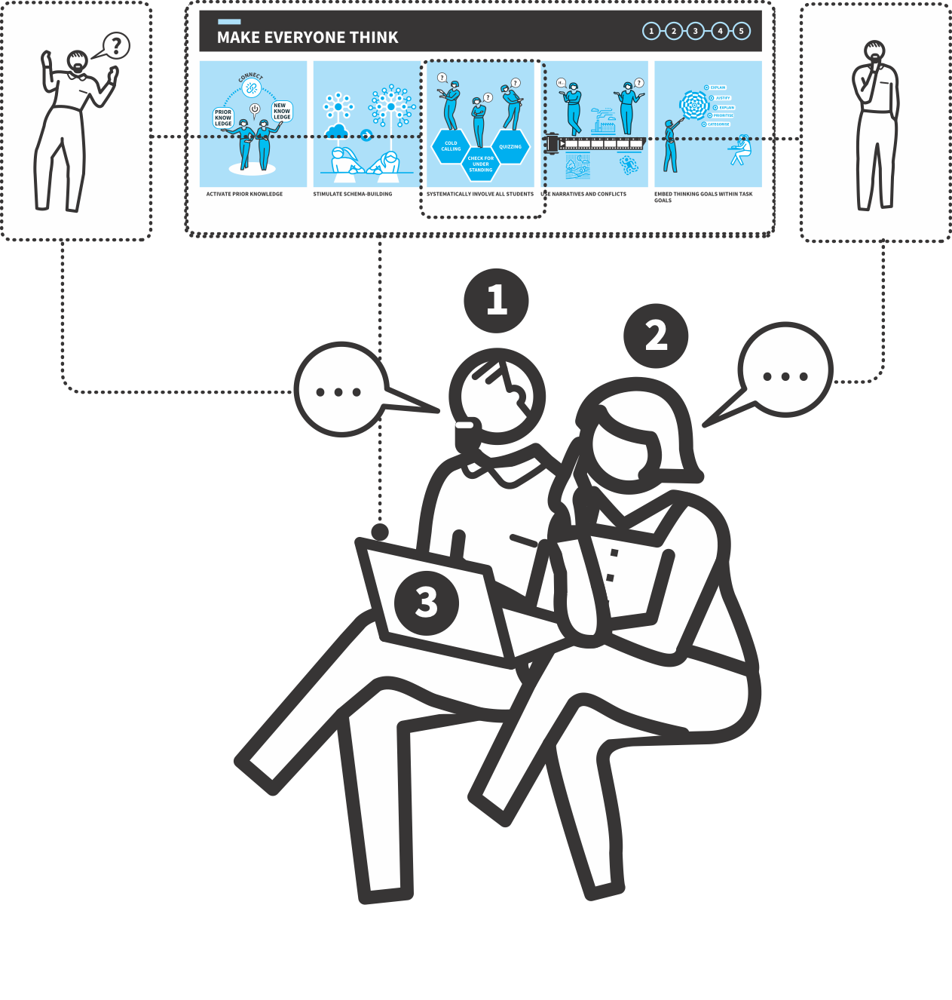 ?
MAKE EVERYONE THINK
1 2 3 4 5
CONNECT
PRIOR
KNOW
LEDGE
NEW
KNOW
LEDGE
ACTIVATE PRIOR KNOWLEDGE
STIMULATE SCHEMA-BUILDING
?
?
?
COLD
CALLING
CHECK FOR
UNDER
STANDING
QUIZZING
SYSTEMATICALLY INVOLVE ALL STUDENTS
?
USE NARRATIVES AND CONFLICTS
EXPLAIN
JUSTIFY
EXPLAIN
PRIORITISE
CATEGORISE
EMBED THINKING GOALS WITHIN TASK
GOALS
1
2
...
...
3